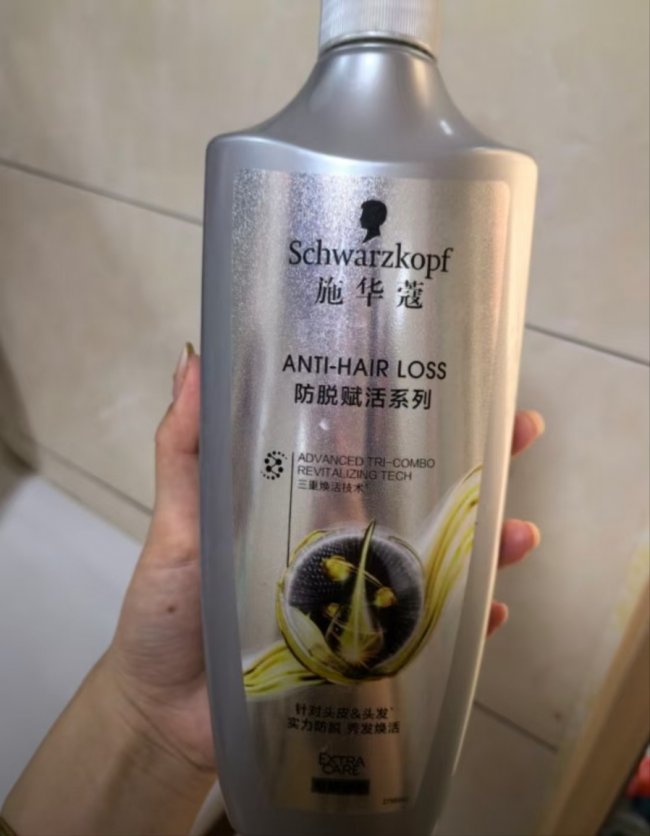 Schwarzkopf
施华蔻
ANTI-HAIR LOSS
防脱赋活系列
ADVANCED TRI-COMBO
REVITALIZING TECH
三重焕活技术
针对头皮&头发*
实力防脱 秀发焕活
EXTRA
CARE